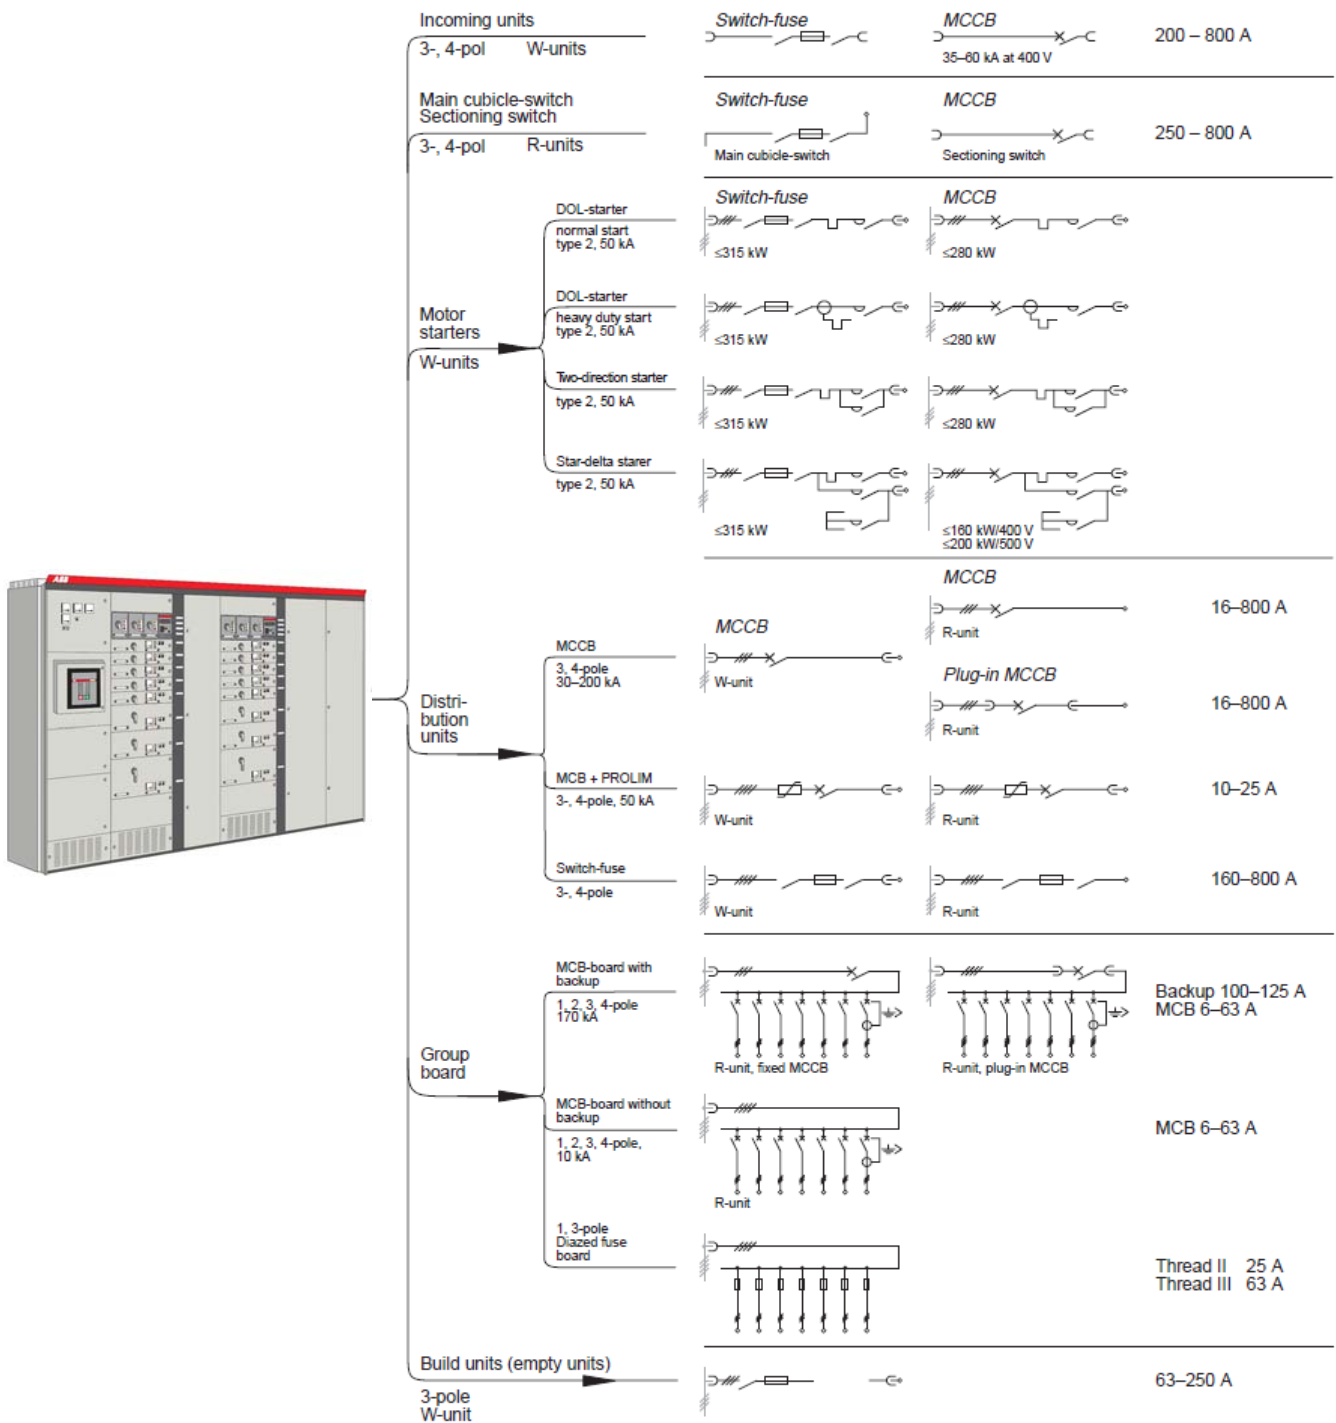 Incoming units
3-, 4-pol W-units
Switch-fuse
MCCB
35–60 kA at 400 V
200 – 800 A
Main cubicle-switch
Sectioning switch
3-, 4-pol R-units
Switch-fuse
Main cubicle-switch
MCCB
Sectioning switch
250 – 800 A
Motor
starters
W-units
Switch-fuse
MCCB
DOL-starter
normal start
type 2, 50 kA
≤315 kW
≤280 kW
DOL-starter
heavy duty start
type 2, 50 kA
≤315 kW
≤280 kW
Two-direction starter
type 2, 50 kA
≤315 kW
≤280 kW
Star-delta starer
type 2, 50 kA
≤315 kW
≤160 kW/400 V
≤200 kW/500 V
ABB
Distri-
bution
units
MCCB
3, 4-pole
30–200 kA
MCCB
W-unit
MCCB
R-unit
16–800 A
Plug-in MCCB
R-unit
16–800 A
MCB + PROLIM
3-, 4-pole, 50 kA
W-unit
R-unit
10–25 A
Switch-fuse
3-, 4-pole
W-unit
R-unit
160–800 A
Group
board
MCB-board with
backup
1, 2, 3, 4-pole
170 kA
R-unit, fixed MCCB
R-unit, plug-in MCCB
Backup 100–125 A
MCB 6–63 A
MCB-board without
backup
1, 2, 3, 4-pole,
10 kA
R-unit
MCB 6–63 A
1, 3-pole
Diazed fuse
board
Thread II 25 A
Thread III 63 A
Build units (empty units)
3-pole
W-unit
63–250 A